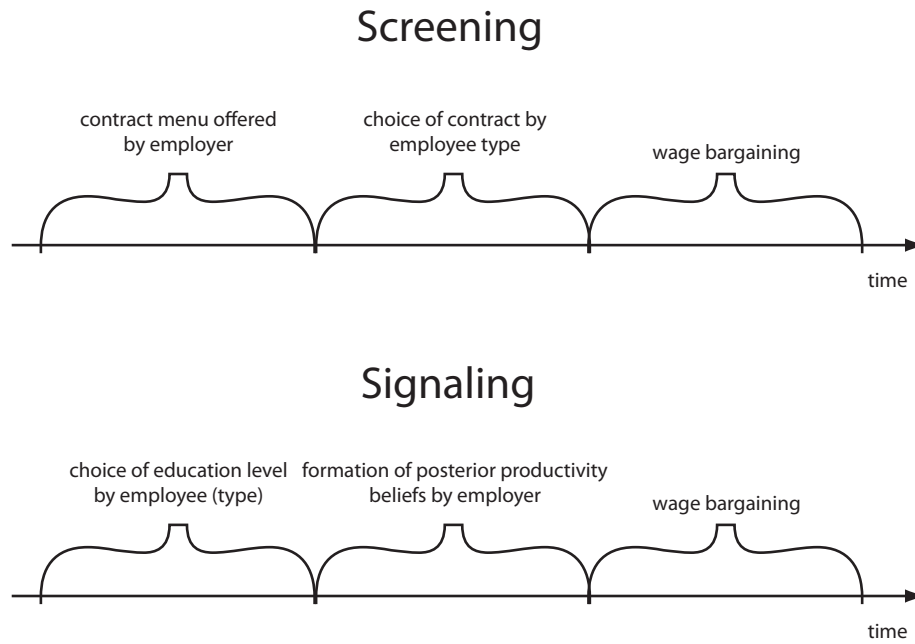 Screening
contract menu offered
by employer
choice of contract by
employee type
wage bargaining
time
Signaling
choice of education level
by employee (type)
formation of posterior productivity
beliefs by employer
wage bargaining
time